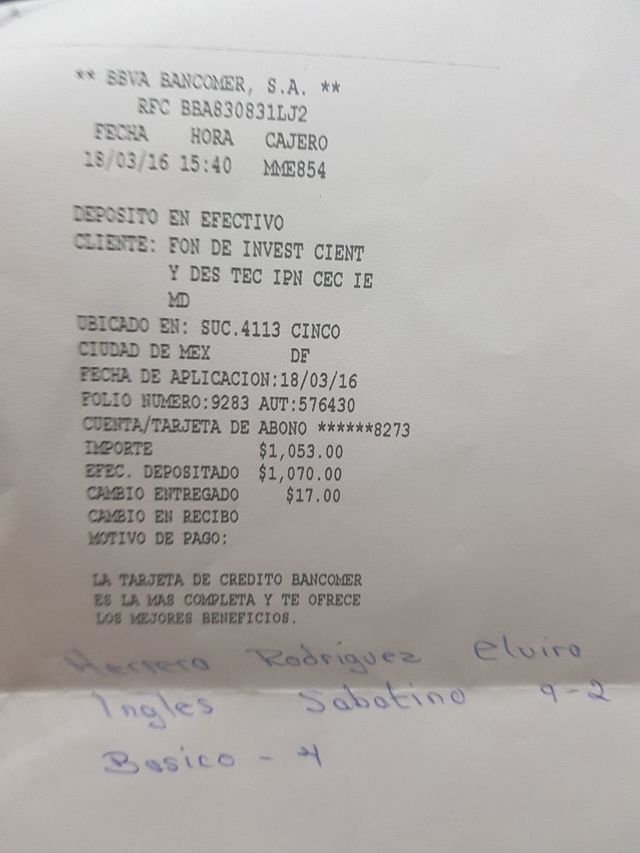 ** BBVA BANCOMER, S.A. **
RFC BBA830831LJ2
FECHA HORA CAJERO
18/03/16 15:40 MME854
DEPOSITO EN EFECTIVO
CLIENTE: FON DE INVEST CIENT
Y DES TEC IPN CEC IE
MD
UBICADO EN: SUC.4113 CINCO
CIUDAD DE MEX DF
FECHA DE APLICACION:18/03/16
FOLIO NUMERO:9283 AUT:576430
CUENTA/TARJETA DE ABONO ******8273
IMPORTE $1,053.00
EFEC. DEPOSITADO $1,070.00
CAMBIO ENTREGADO $17.00
CAMBIO EN RECIBO
MOTIVO DE PAGO:
LA TARJETA DE CREDITO BANCOMER
ES LA MAS COMPLETA Y TE OFRECE
LOS MEJORES BENEFICIOS.
Herrera Rodríguez Elvira
Ingles Sabatino 9-2
Basico - 4